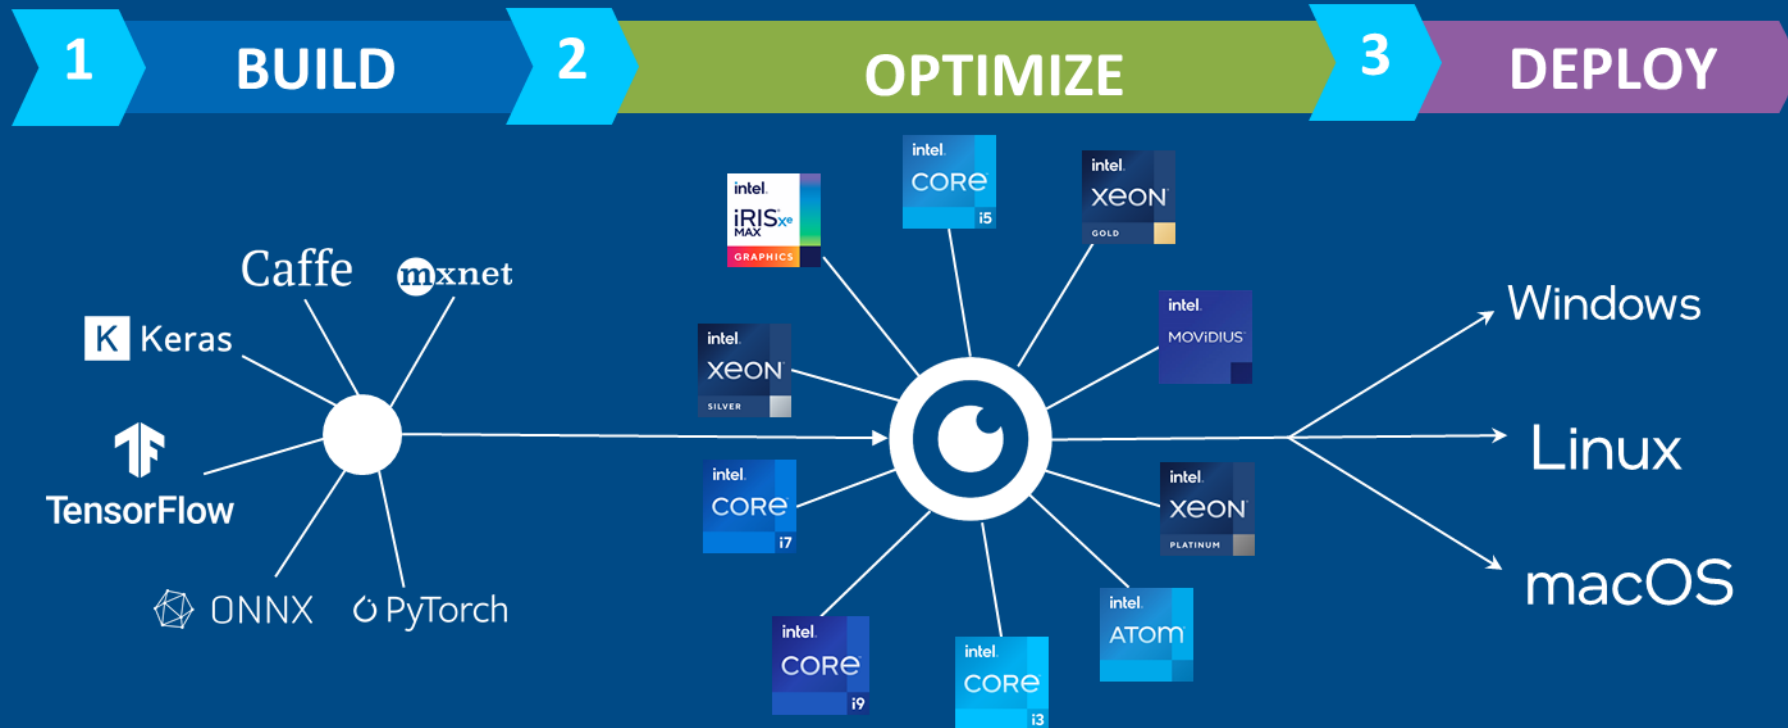 1
BUILD
2
OPTIMIZE
3
DEPLOY
Caffe
mxnet
K Keras
TensorFlow
ONNX
PyTorch
intel.
iRISxe
MAX
GRAPHICS
intel.
CORe
i5
intel.
XeON
GOLD
intel.
XeON
SILVER
intel.
MOViDiUS
intel.
CORe
i7
intel.
XeON
PLATINUM
intel.
CORe
i9
intel.
CORe
i3
intel.
ATOm
Windows
Linux
macOS